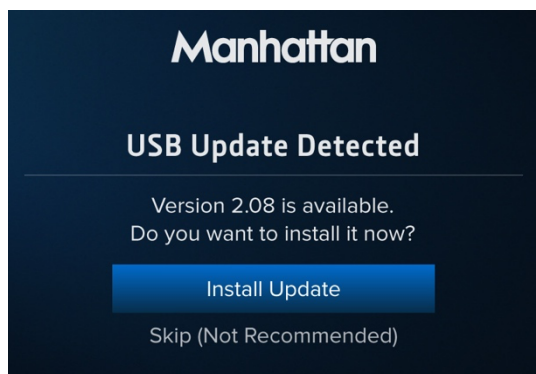 Manhattan
USB Update Detected
Version 2.08 is available.
Do you want to install it now?
Install Update
Skip (Not Recommended)